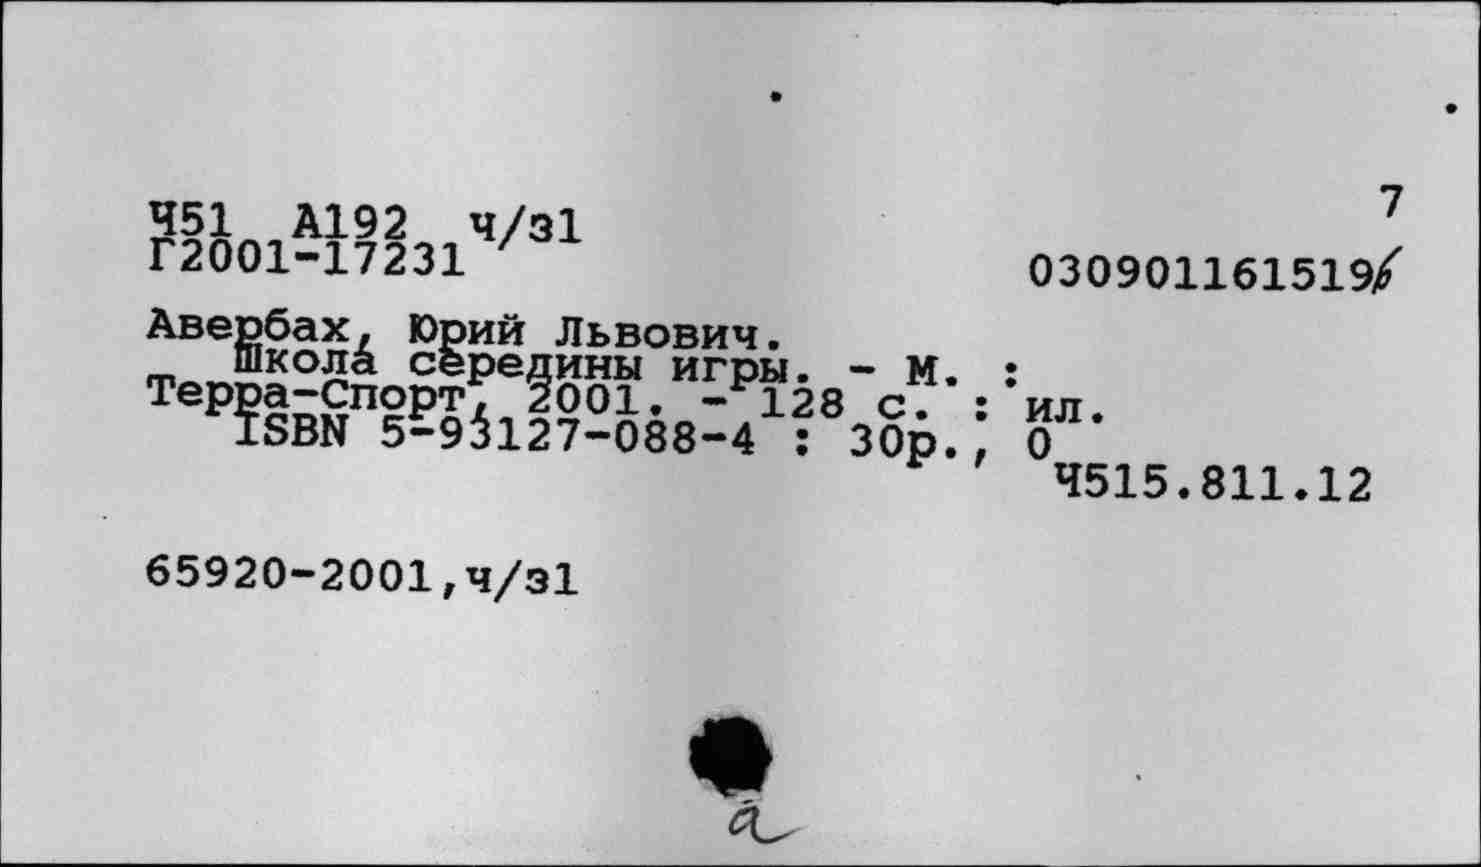 7
Ч51 А192 ч/з1
Г2001-17231
030901161519
Авербах, Юрий Львович.
Школа середины игры. - М. :
Терра-Спорт, 2001. - 128 с. : ил.
ISBN 5-93127-088-4 : 30р., 0
Ч515.811.12
65920-2001,ч/з1